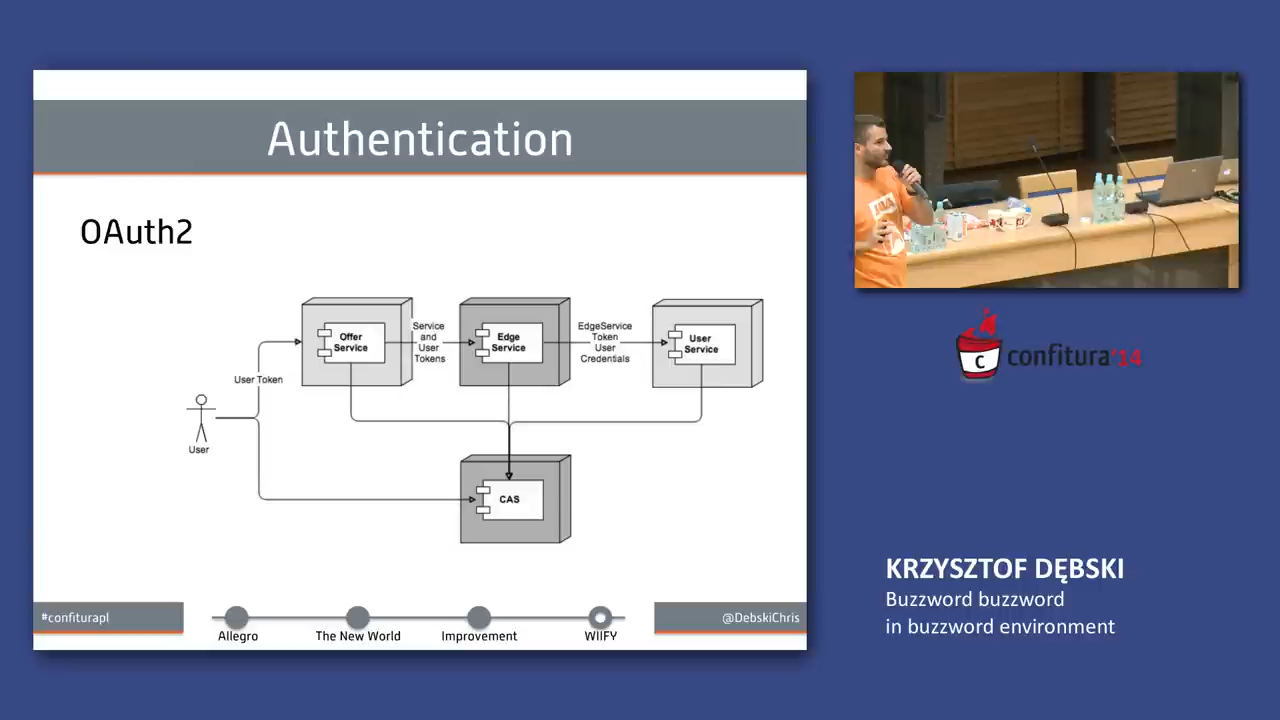 Authentication
OAuth2
Offer
Service
Service
and
User
Tokens
Edge
Service
EdgeService
Token
User
Credentials
User
Service
User Token
User
CAS
#confiturapl
Allegro
The New World
Improvement
WIIFY
@DebskiChris
C
confitura'14
KRZYSZTOF DĘBSKI
Buzzword buzzword
in buzzword environment